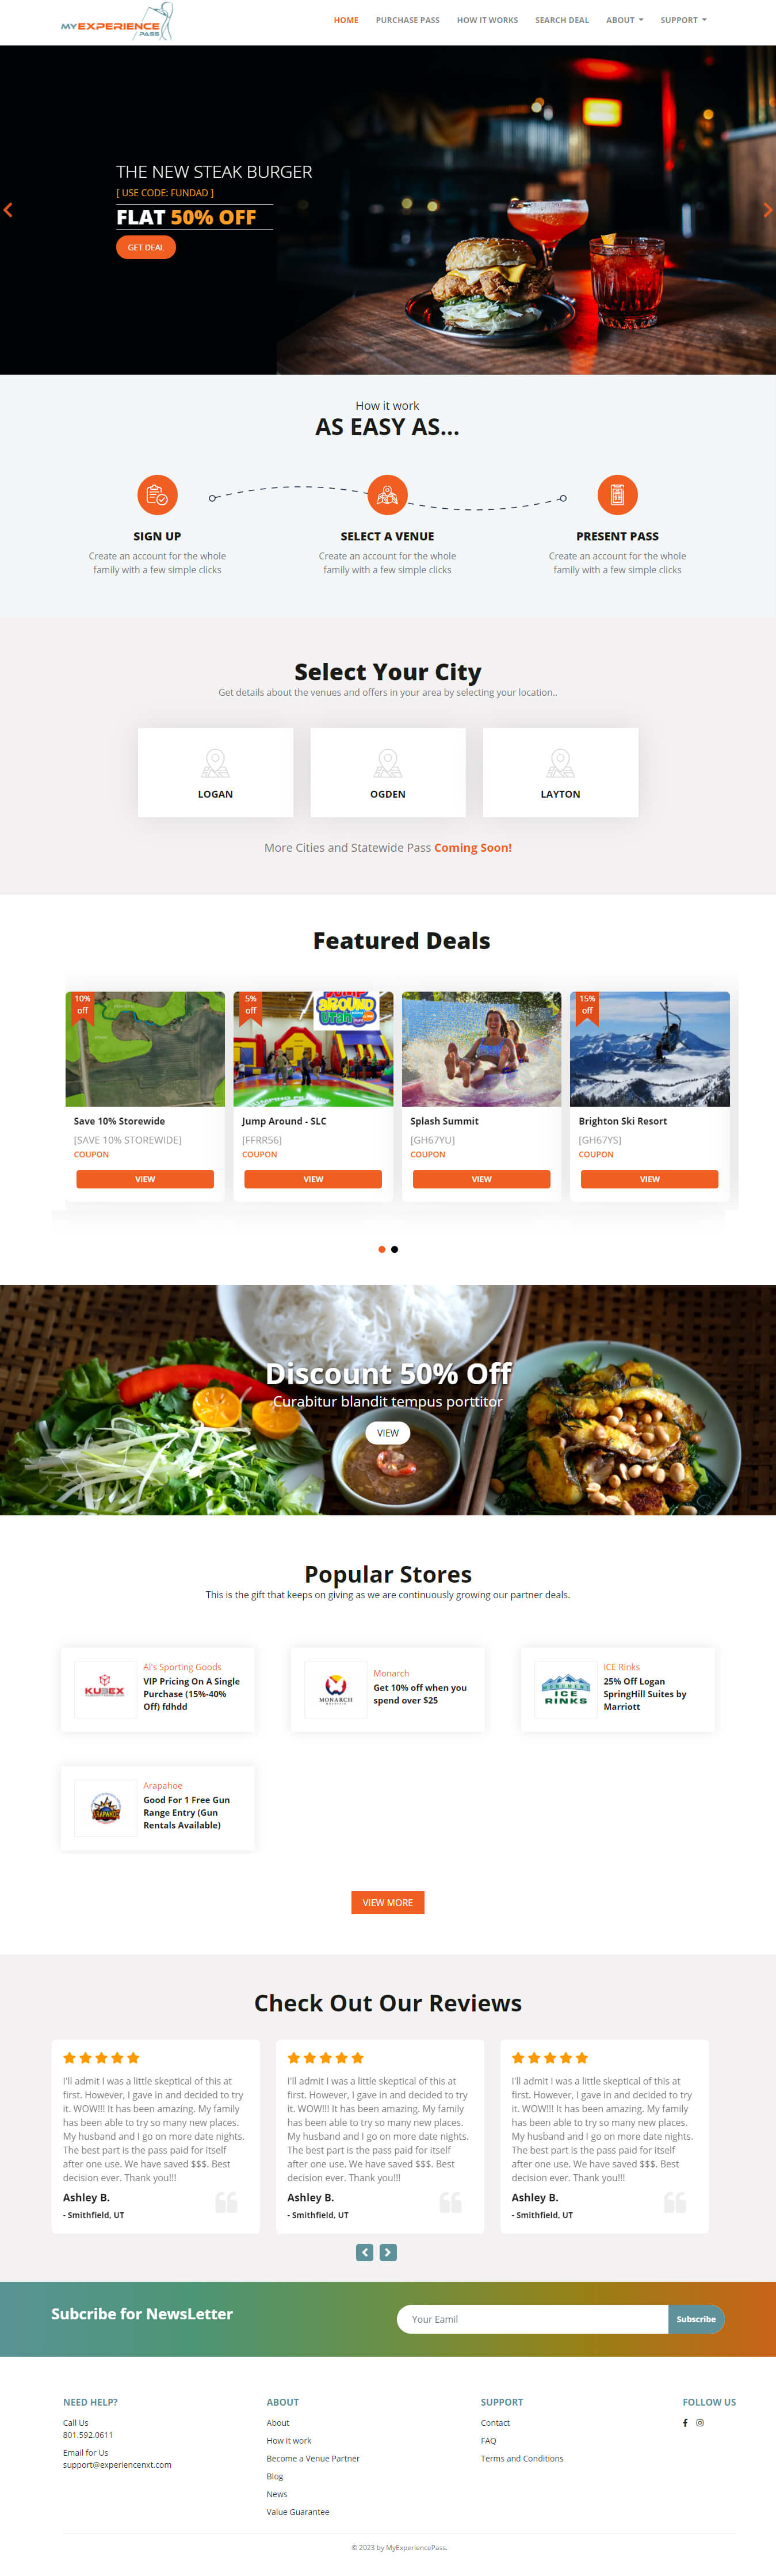 MYEXPERIENCE
PASS
HOME
PURCHASE PASS
HOW IT WORKS
SEARCH DEAL
ABOUT
SUPPORT
THE NEW STEAK BURGER
[ USE CODE: FUNDAD ]
FLAT 50% OFF
GET DEAL
How it work
AS EASY AS...
SIGN UP
Create an account for the whole
family with a few simple clicks
SELECT A VENUE
Create an account for the whole
family with a few simple clicks
PRESENT PASS
Create an account for the whole
family with a few simple clicks
Select Your City
Get details about the venues and offers in your area by selecting your location..
LOGAN
OGDEN
LAYTON
More Cities and Statewide Pass Coming Soon!
Featured Deals
10%
off
Save 10% Storewide
[SAVE 10% STOREWIDE]
COUPON
VIEW
5%
off
JUMP
AROUND
UTAH
Jump Around - SLC
[FFRR56]
COUPON
VIEW
Splash Summit
[GH67YU]
COUPON
VIEW
15%
off
Brighton Ski Resort
[GH67YS]
COUPON
VIEW
Discount 50% Off
Curabitur blandit tempus porttitor
VIEW
Popular Stores
This is the gift that keeps on giving as we are continuously growing our partner deals.
KUBEX
Al's Sporting Goods
VIP Pricing On A Single
Purchase (15%-40%
Off) fdhdd
MONARCH
Monarch
Get 10% off when you
spend over $25
ICE
RINKS
ICE Rinks
25% Off Logan
SpringHill Suites by
Marriott
ARAPAHOE
Arapahoe
Good For 1 Free Gun
Range Entry (Gun
Rentals Available)
VIEW MORE
Check Out Our Reviews
I'll admit I was a little skeptical of this at
first. However, I gave in and decided to try
it. WOW!!! It has been amazing. My family
has been able to try so many new places.
My husband and I go on more date nights.
The best part is the pass paid for itself
after one use. We have saved $$$. Best
decision ever. Thank you!!!
Ashley B.
- Smithfield, UT
I'll admit I was a little skeptical of this at
first. However, I gave in and decided to try
it. WOW!!! It has been amazing. My family
has been able to try so many new places.
My husband and I go on more date nights.
The best part is the pass paid for itself
after one use. We have saved $$$. Best
decision ever. Thank you!!!
Ashley B.
- Smithfield, UT
I'll admit I was a little skeptical of this at
first. However, I gave in and decided to try
it. WOW!!! It has been amazing. My family
has been able to try so many new places.
My husband and I go on more date nights.
The best part is the pass paid for itself
after one use. We have saved $$$. Best
decision ever. Thank you!!!
Ashley B.
- Smithfield, UT
Subcribe for NewsLetter
Your Eamil
Subscribe
NEED HELP?
Call Us
801.592.0611
Email for Us
support@experiencenxt.com
ABOUT
About
How it work
Become a Venue Partner
Blog
News
Value Guarantee
SUPPORT
Contact
FAQ
Terms and Conditions
FOLLOW US
© 2023 by MyExperiencePass.